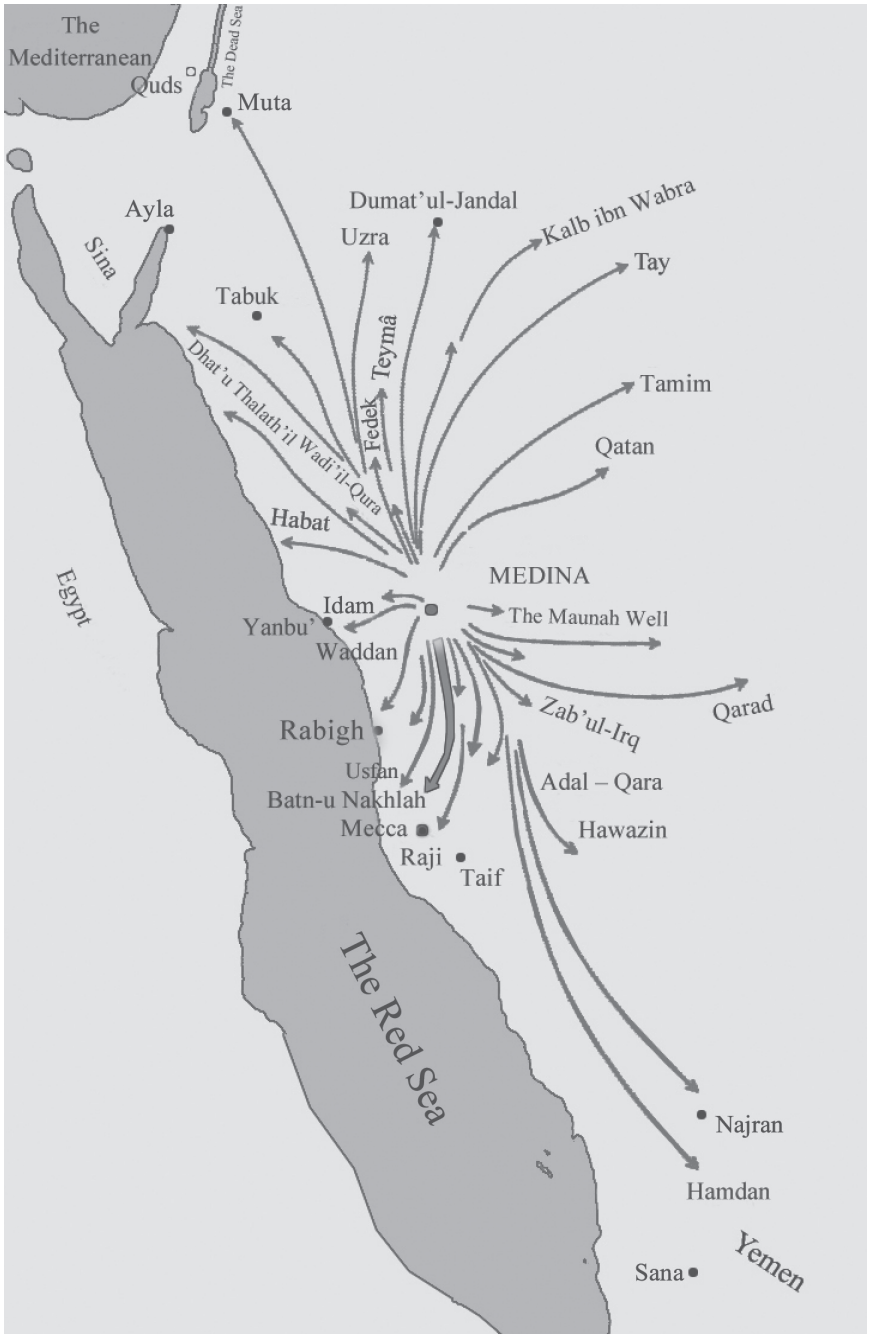 The
Mediterranean
The Dead Sea
Quds
Muta
Dumat’ul-Jandal
Kalb ibn Wabra
Ayla
Uzra
Sina
Tay
Tabuk
Teymâ
Dhat’u Thalath’il Wadi’il-Qura
Fedek
Tamim
Qatan
Habat
MEDINA
Egypt
Idam
The Maunah Well
Yanbu’
Waddan
Qarad
Zab’ul-Irq
Rabigh
Usfan
Adal – Qara
Batn-u Nakhlah
Mecca
Hawazin
Raji
Taif
The Red Sea
Najran
Hamdan
Yemen
Sana